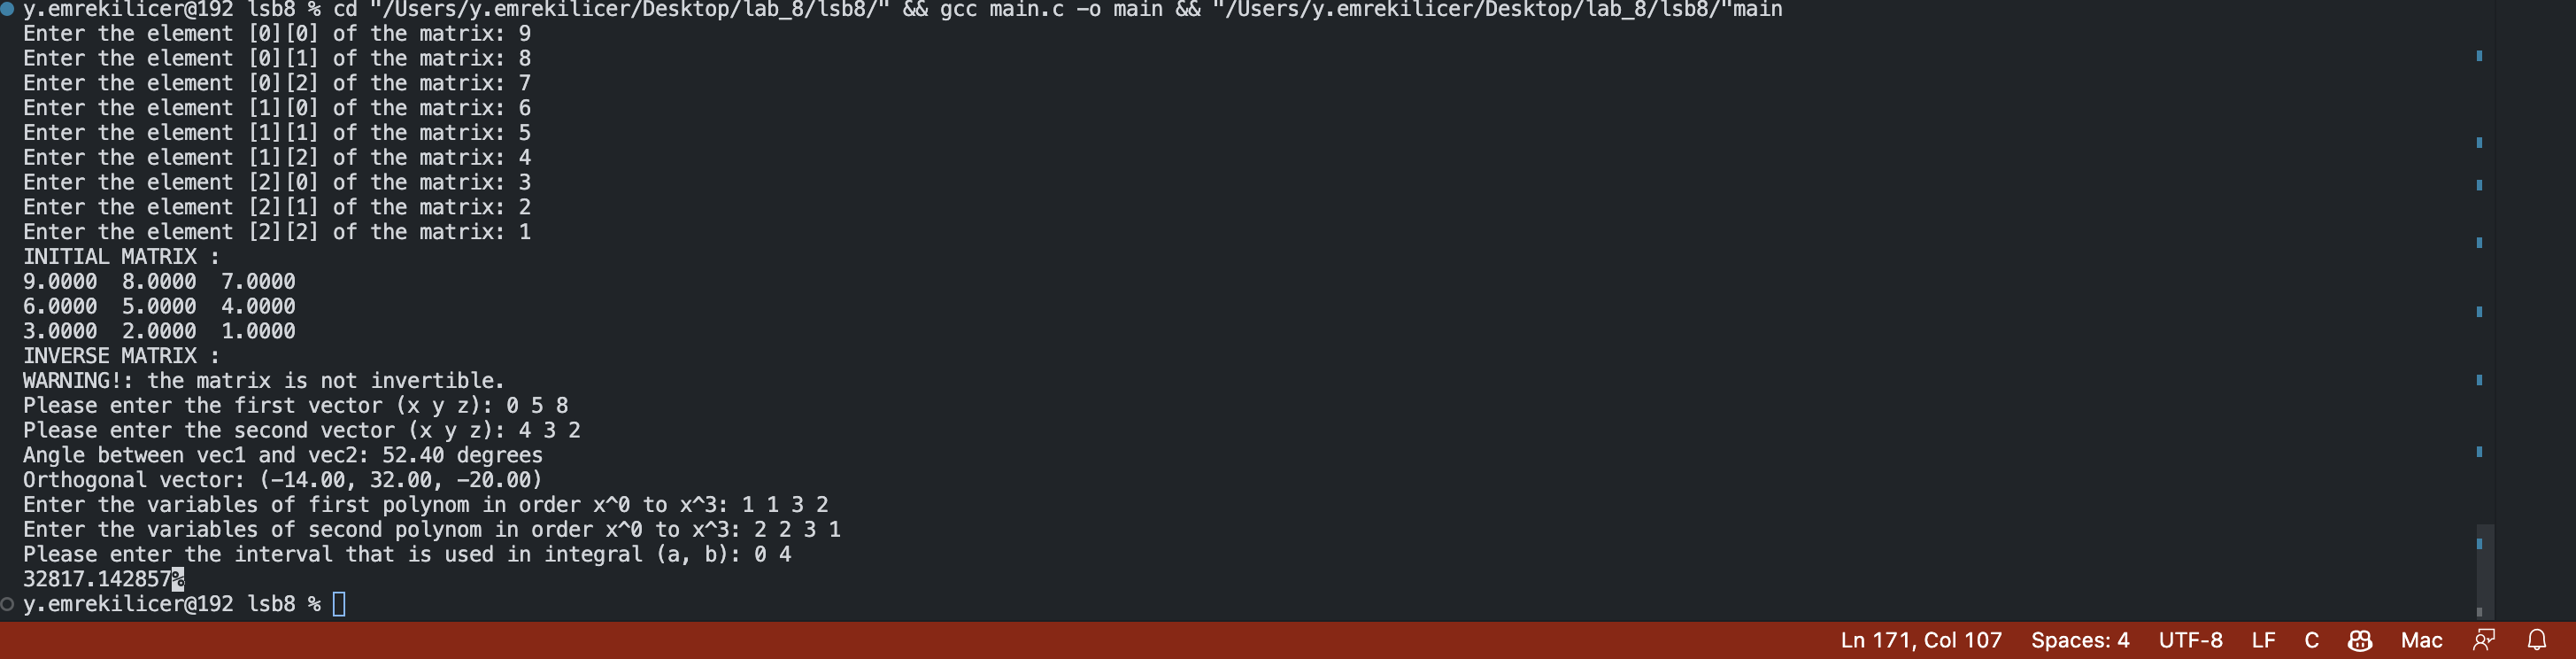 y.emrekilicer@192 lsb8 % cd "/Users/y.emrekilicer/Desktop/lab_8/lsb8/" && gcc main.c -o main && "/Users/y.emrekilicer/Desktop/lab_8/lsb8/"main
Enter the element [0][0] of the matrix: 9
Enter the element [0][1] of the matrix: 8
Enter the element [0][2] of the matrix: 7
Enter the element [1][0] of the matrix: 6
Enter the element [1][1] of the matrix: 5
Enter the element [1][2] of the matrix: 4
Enter the element [2][0] of the matrix: 3
Enter the element [2][1] of the matrix: 2
Enter the element [2][2] of the matrix: 1
INITIAL MATRIX :
9.0000  8.0000  7.0000
6.0000  5.0000  4.0000
3.0000  2.0000  1.0000
INVERSE MATRIX :
WARNING!: the matrix is not invertible.
Please enter the first vector (x y z): 0 5 8
Please enter the second vector (x y z): 4 3 2
Angle between vec1 and vec2: 52.40 degrees
Orthogonal vector: (-14.00, 32.00, -20.00)
Enter the variables of first polynom in order x^0 to x^3: 1 1 3 2
Enter the variables of second polynom in order x^0 to x^3: 2 2 3 1
Please enter the interval that is used in integral (a, b): 0 4
32817.142857%
y.emrekilicer@192 lsb8 %
Ln 171, Col 107 Spaces: 4 UTF-8 LF C Mac